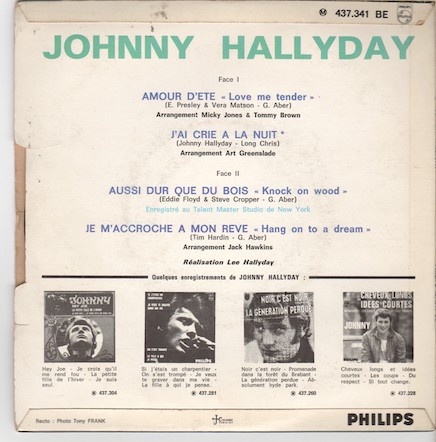 Ⓜ 437.341 BE
JOHNNY HALLYDAY
Face I
AMOUR D'ETE « Love me tender »
(E. Presley & Vera Matson - G. Aber)
Arrangement Micky Jones & Tommy Brown
J'AI CRIE A LA NUIT *
(Johnny Hallyday - Long Chris)
Arrangement Art Greenslade
Face II
AUSSI DUR QUE DU BOIS « Knock on wood »
(Eddie Floyd & Steve Cropper - G. Aber)
Enregistré au Talent Master Studio de New York
JE M'ACCROCHE A MON REVE « Hang on to a dream »
(Tim Hardin - G. Aber)
Arrangement Jack Hawkins
Réalisation Lee Hallyday
Quelques enregistrements de JOHNNY HALLYDAY :
JOHNNY
PHILIPS
NOIR C'EST NOIR
LA GENERATION PERDUE
CHEVEUX LONGS
IDEES COURTES
JOHNNY
Hey Joe - Je crois qu'il
me rend fou - La petite
fille de l'hiver - Je suis
seul.
437.304
Si j'étais un charpentier -
On s'est trompé - Je veux
te graver dans ma vie -
La fille à qui je pense.
437.281
Noir c'est noir - Promenade
dans la forêt du Brabant -
La génération perdue - Ab-
solument hyde park.
437.260
Cheveux longs et idées
courtes - Les coups - Du
respect - Si tout change.
437.228
Recto : Photo Tony FRANK
PHILIPS